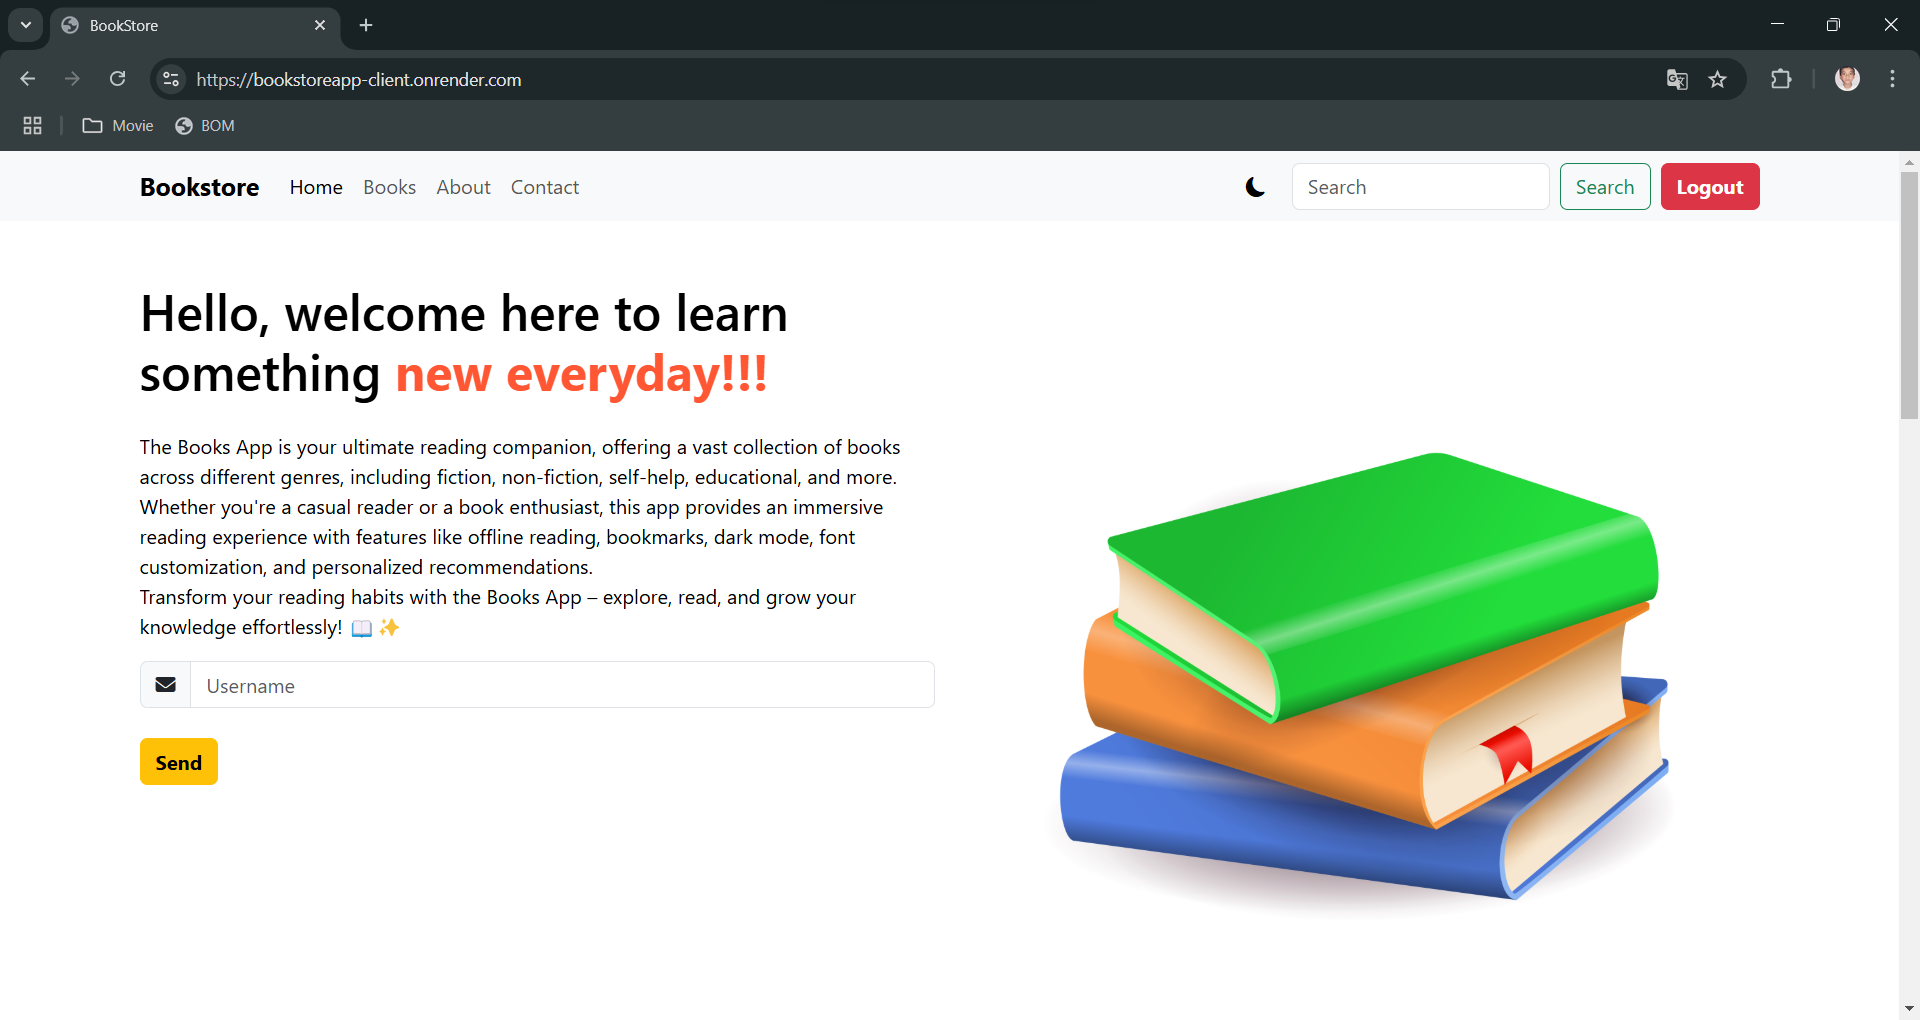 BookStore
https://bookstoreapp-client.onrender.com
Movie BOM
Bookstore Home Books About Contact Search Search Logout
Hello, welcome here to learn
something new everyday!!!
The Books App is your ultimate reading companion, offering a vast collection of books
across different genres, including fiction, non-fiction, self-help, educational, and more.
Whether you're a casual reader or a book enthusiast, this app provides an immersive
reading experience with features like offline reading, bookmarks, dark mode, font
customization, and personalized recommendations.
Transform your reading habits with the Books App – explore, read, and grow your
knowledge effortlessly! 📖 ✨
Username
Send